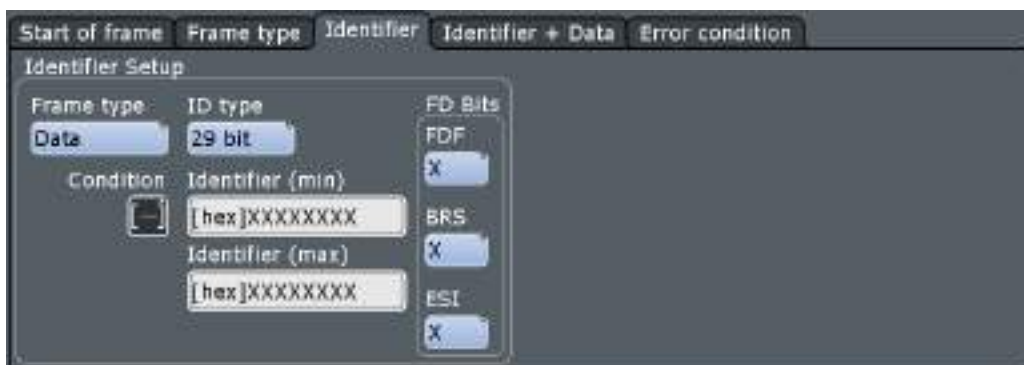 Start of frame Frame type Identifier Identifier + Data Error condition
Identifier Setup
Frame type ID type FD Bits
Data 29 bit FDF
X
Condition Identifier (min)
[hex]XXXXXXXX BRS
Identifier (max) X
[hex]XXXXXXXX ESI
X